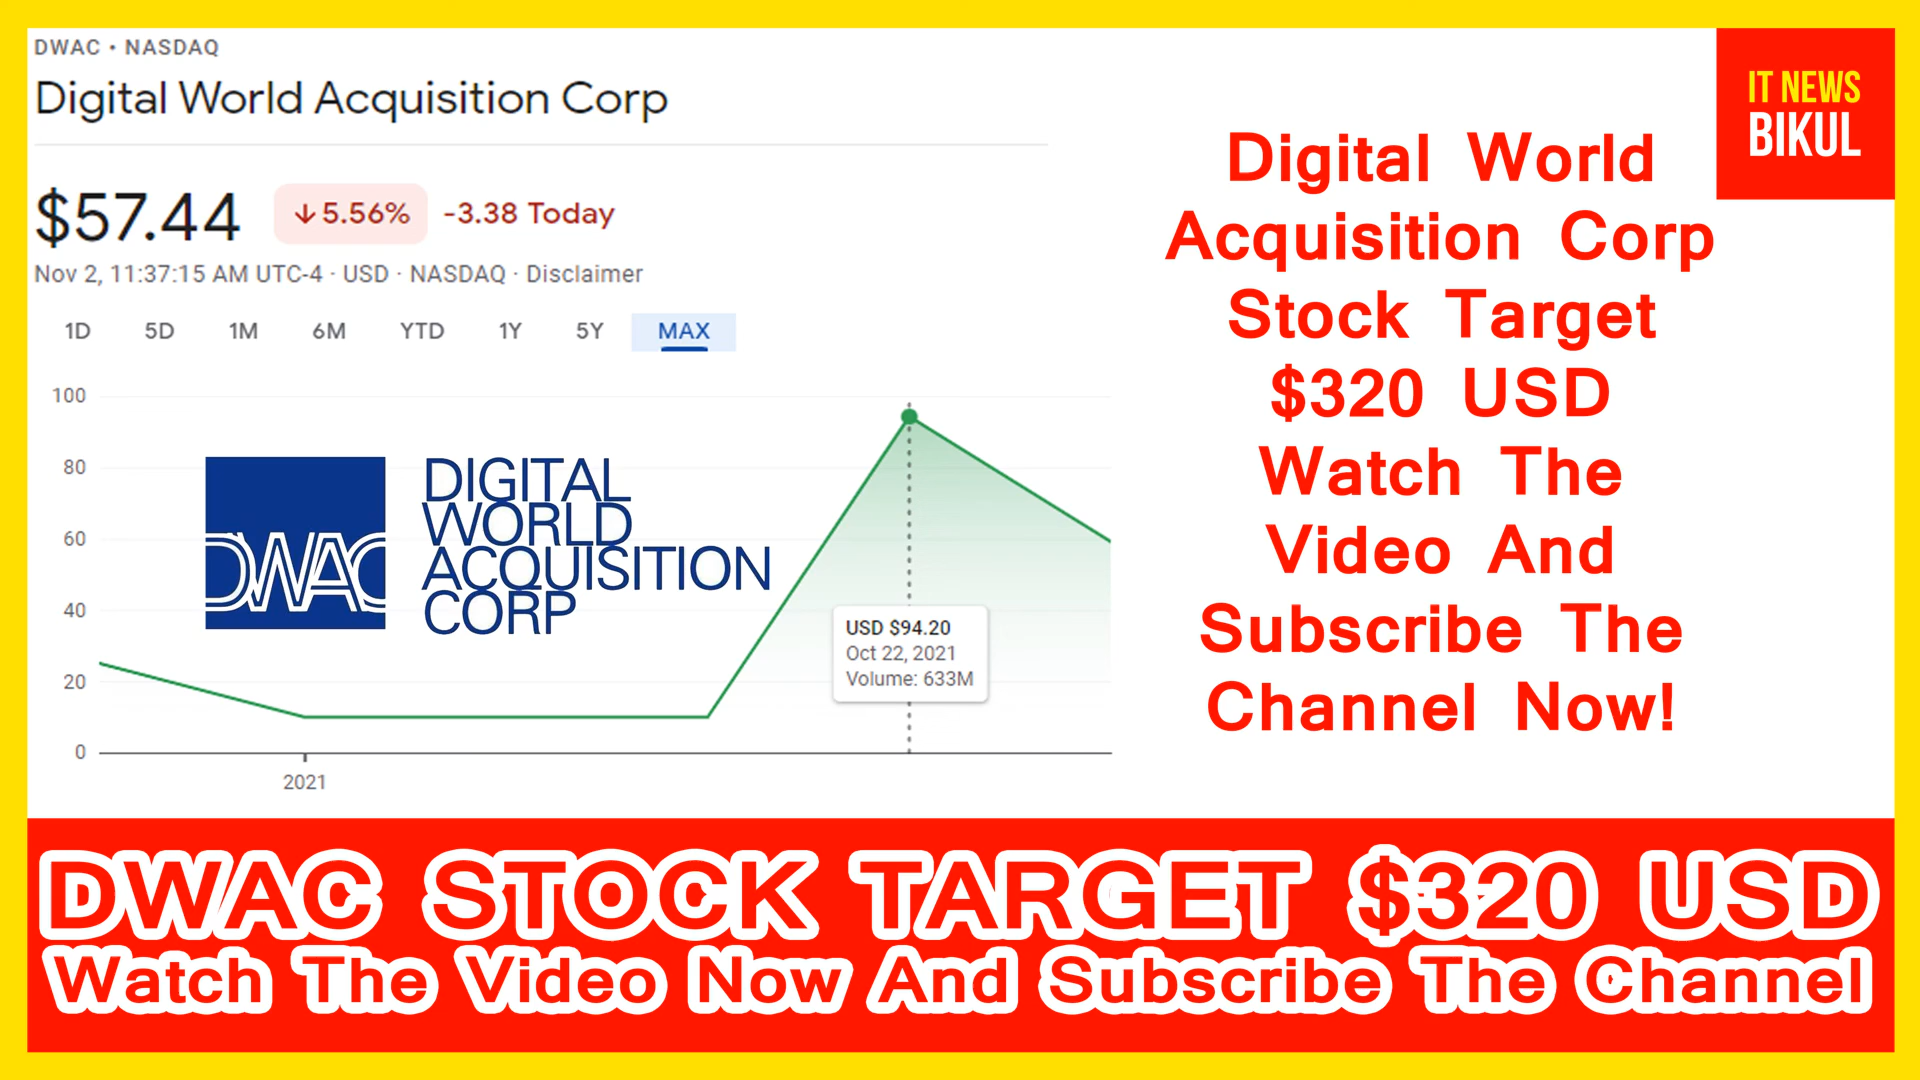 DWAC • NASDAQ
Digital World Acquisition Corp
$57.44 ↓5.56% -3.38 Today
Nov 2, 11:37:15 AM UTC-4 · USD · NASDAQ · Disclaimer
1D 5D 1M 6M YTD 1Y 5Y MAX
100
80
60
40
20
0
2021
DWAC
DIGITAL
WORLD
ACQUISITION
CORP
USD $94.20
Oct 22, 2021
Volume: 633M
IT NEWS
BIKUL
Digital World
Acquisition Corp
Stock Target
$320 USD
Watch The
Video And
Subscribe The
Channel Now!
DWAC STOCK TARGET $320 USD
Watch The Video Now And Subscribe The Channel